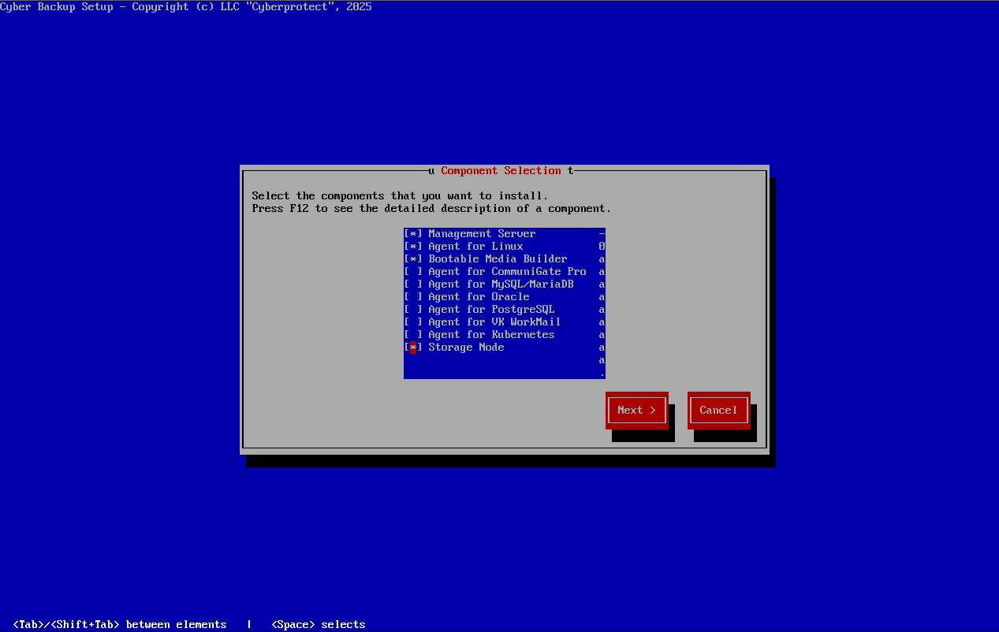 Cyber Backup Setup - Copyright (c) LLC "Cyberprotect", 2025
u Component Selection t
Select the components that you want to install.
Press F12 to see the detailed description of a component.
[*] Management Server -
[*] Agent for Linux 0
[*] Bootable Media Builder a
[ ] Agent for CommuniGate Pro a
[ ] Agent for MySQL/MariaDB a
[ ] Agent for Oracle a
[ ] Agent for PostgreSQL a
[ ] Agent for VK WorkMail a
[ ] Agent for Kubernetes a
[*] Storage Node a
a
.
Next > Cancel
<Tab>/<Shift+Tab> between elements | <Space> selects